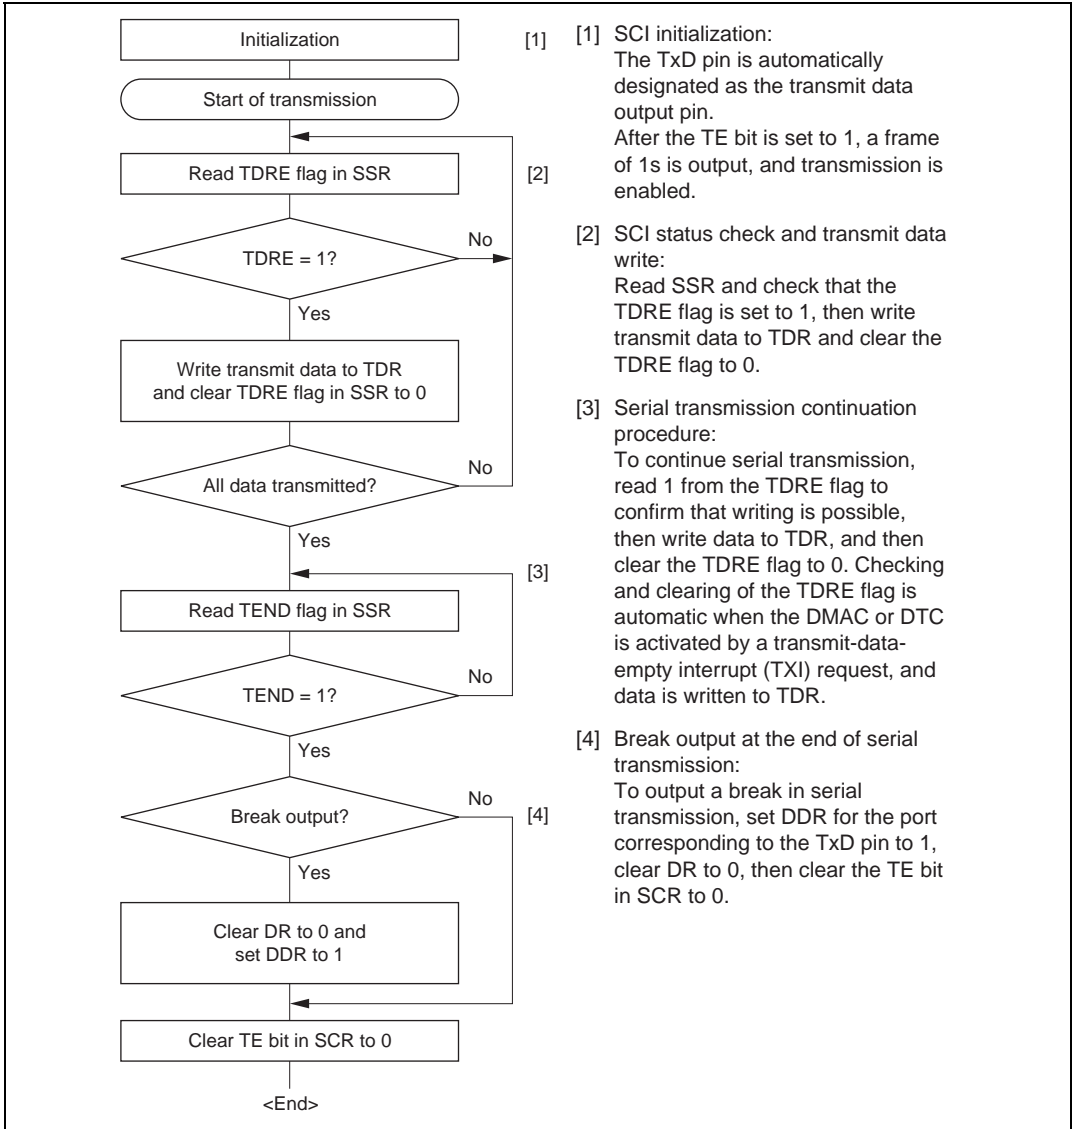 Initialization
[1]
Start of transmission
Read TDRE flag in SSR
[2]
TDRE = 1?
No
Yes
Write transmit data to TDR
and clear TDRE flag in SSR to 0
All data transmitted?
No
Yes
[3]
Read TEND flag in SSR
TEND = 1?
No
Yes
Break output?
No
[4]
Yes
Clear DR to 0 and
set DDR to 1
Clear TE bit in SCR to 0
<End>
[1] SCI initialization:
The TxD pin is automatically
designated as the transmit data
output pin.
After the TE bit is set to 1, a frame
of 1s is output, and transmission is
enabled.
[2] SCI status check and transmit data
write:
Read SSR and check that the
TDRE flag is set to 1, then write
transmit data to TDR and clear the
TDRE flag to 0.
[3] Serial transmission continuation
procedure:
To continue serial transmission,
read 1 from the TDRE flag to
confirm that writing is possible,
then write data to TDR, and then
clear the TDRE flag to 0. Checking
and clearing of the TDRE flag is
automatic when the DMAC or DTC
is activated by a transmit-data-
empty interrupt (TXI) request, and
data is written to TDR.
[4] Break output at the end of serial
transmission:
To output a break in serial
transmission, set DDR for the port
corresponding to the TxD pin to 1,
clear DR to 0, then clear the TE bit
in SCR to 0.